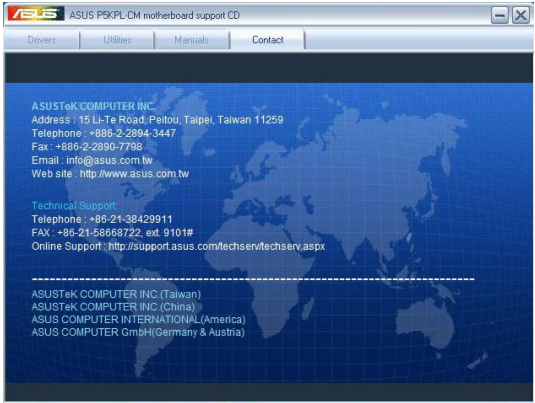 ASUS ASUS P5KPL-CM motherboard support CD
Drivers Utilities Manuals Contact
ASUSTeK COMPUTER INC.
Address : 15 Li-Te Road, Peitou, Taipei, Taiwan 11259
Telephone : +886-2-2894-3447
Fax : +886-2-2890-7798
Email : info@asus.com.tw
Web site : http://www.asus.com.tw
Technical Support:
Telephone : +86-21-38429911
FAX : +86-21-58668722, ext. 9101#
Online Support : http://support.asus.com/techserv/techserv.aspx
ASUSTeK COMPUTER INC.(Taiwan)
ASUSTeK COMPUTER INC.(China)
ASUS COMPUTER INTERNATIONAL(America)
ASUS COMPUTER GmbH(Germany & Austria)